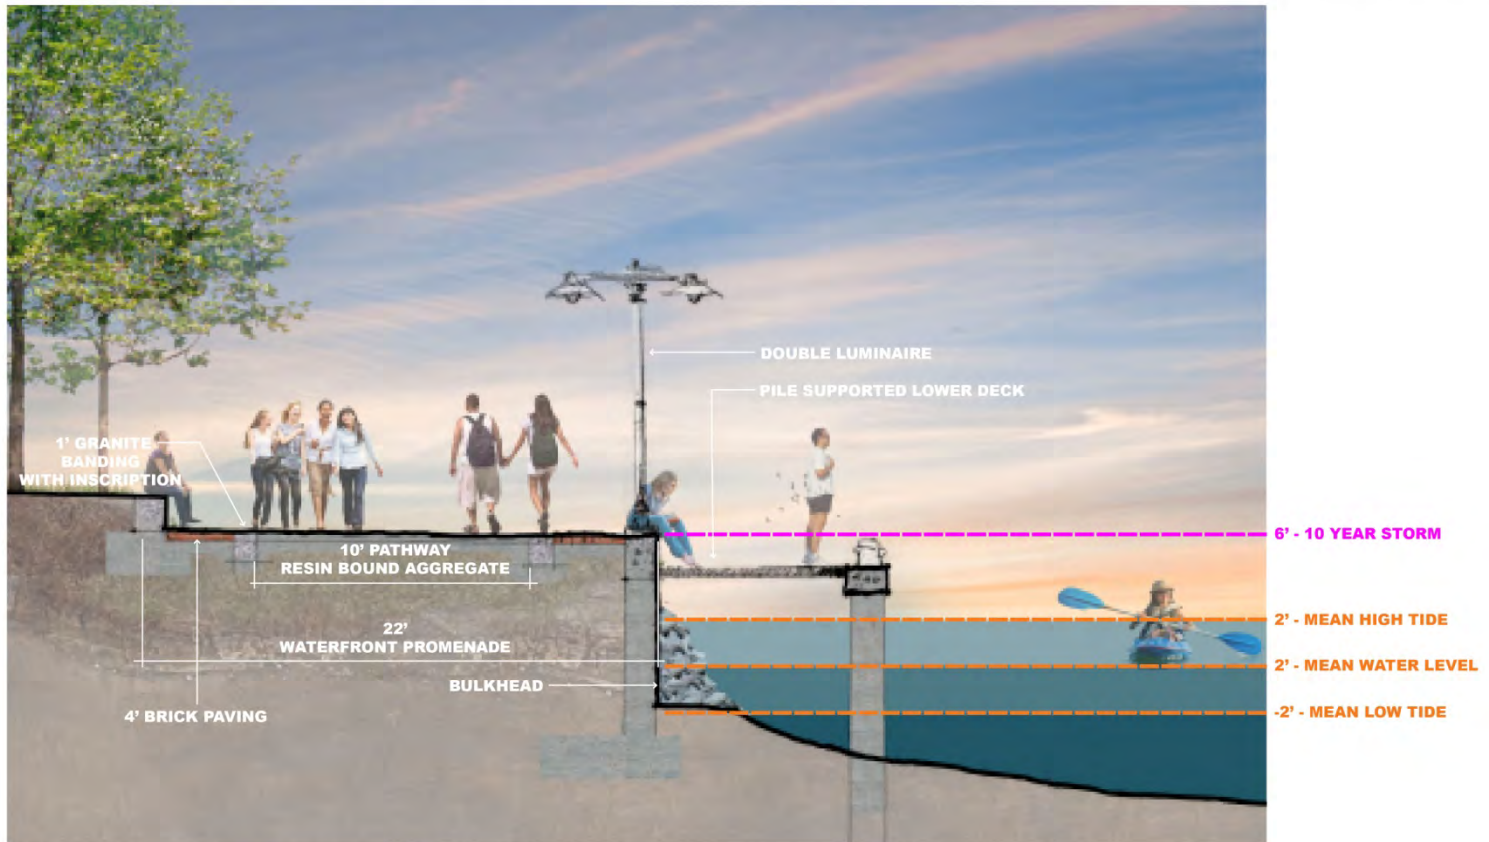 DOUBLE LUMINAIRE
PILE SUPPORTED LOWER DECK
1' GRANITE
BANDING
WITH INSCRIPTION
6' - 10 YEAR STORM
10' PATHWAY
RESIN BOUND AGGREGATE
2' - MEAN HIGH TIDE
22'
WATERFRONT PROMENADE
2' - MEAN WATER LEVEL
BULKHEAD
-2' - MEAN LOW TIDE
4' BRICK PAVING